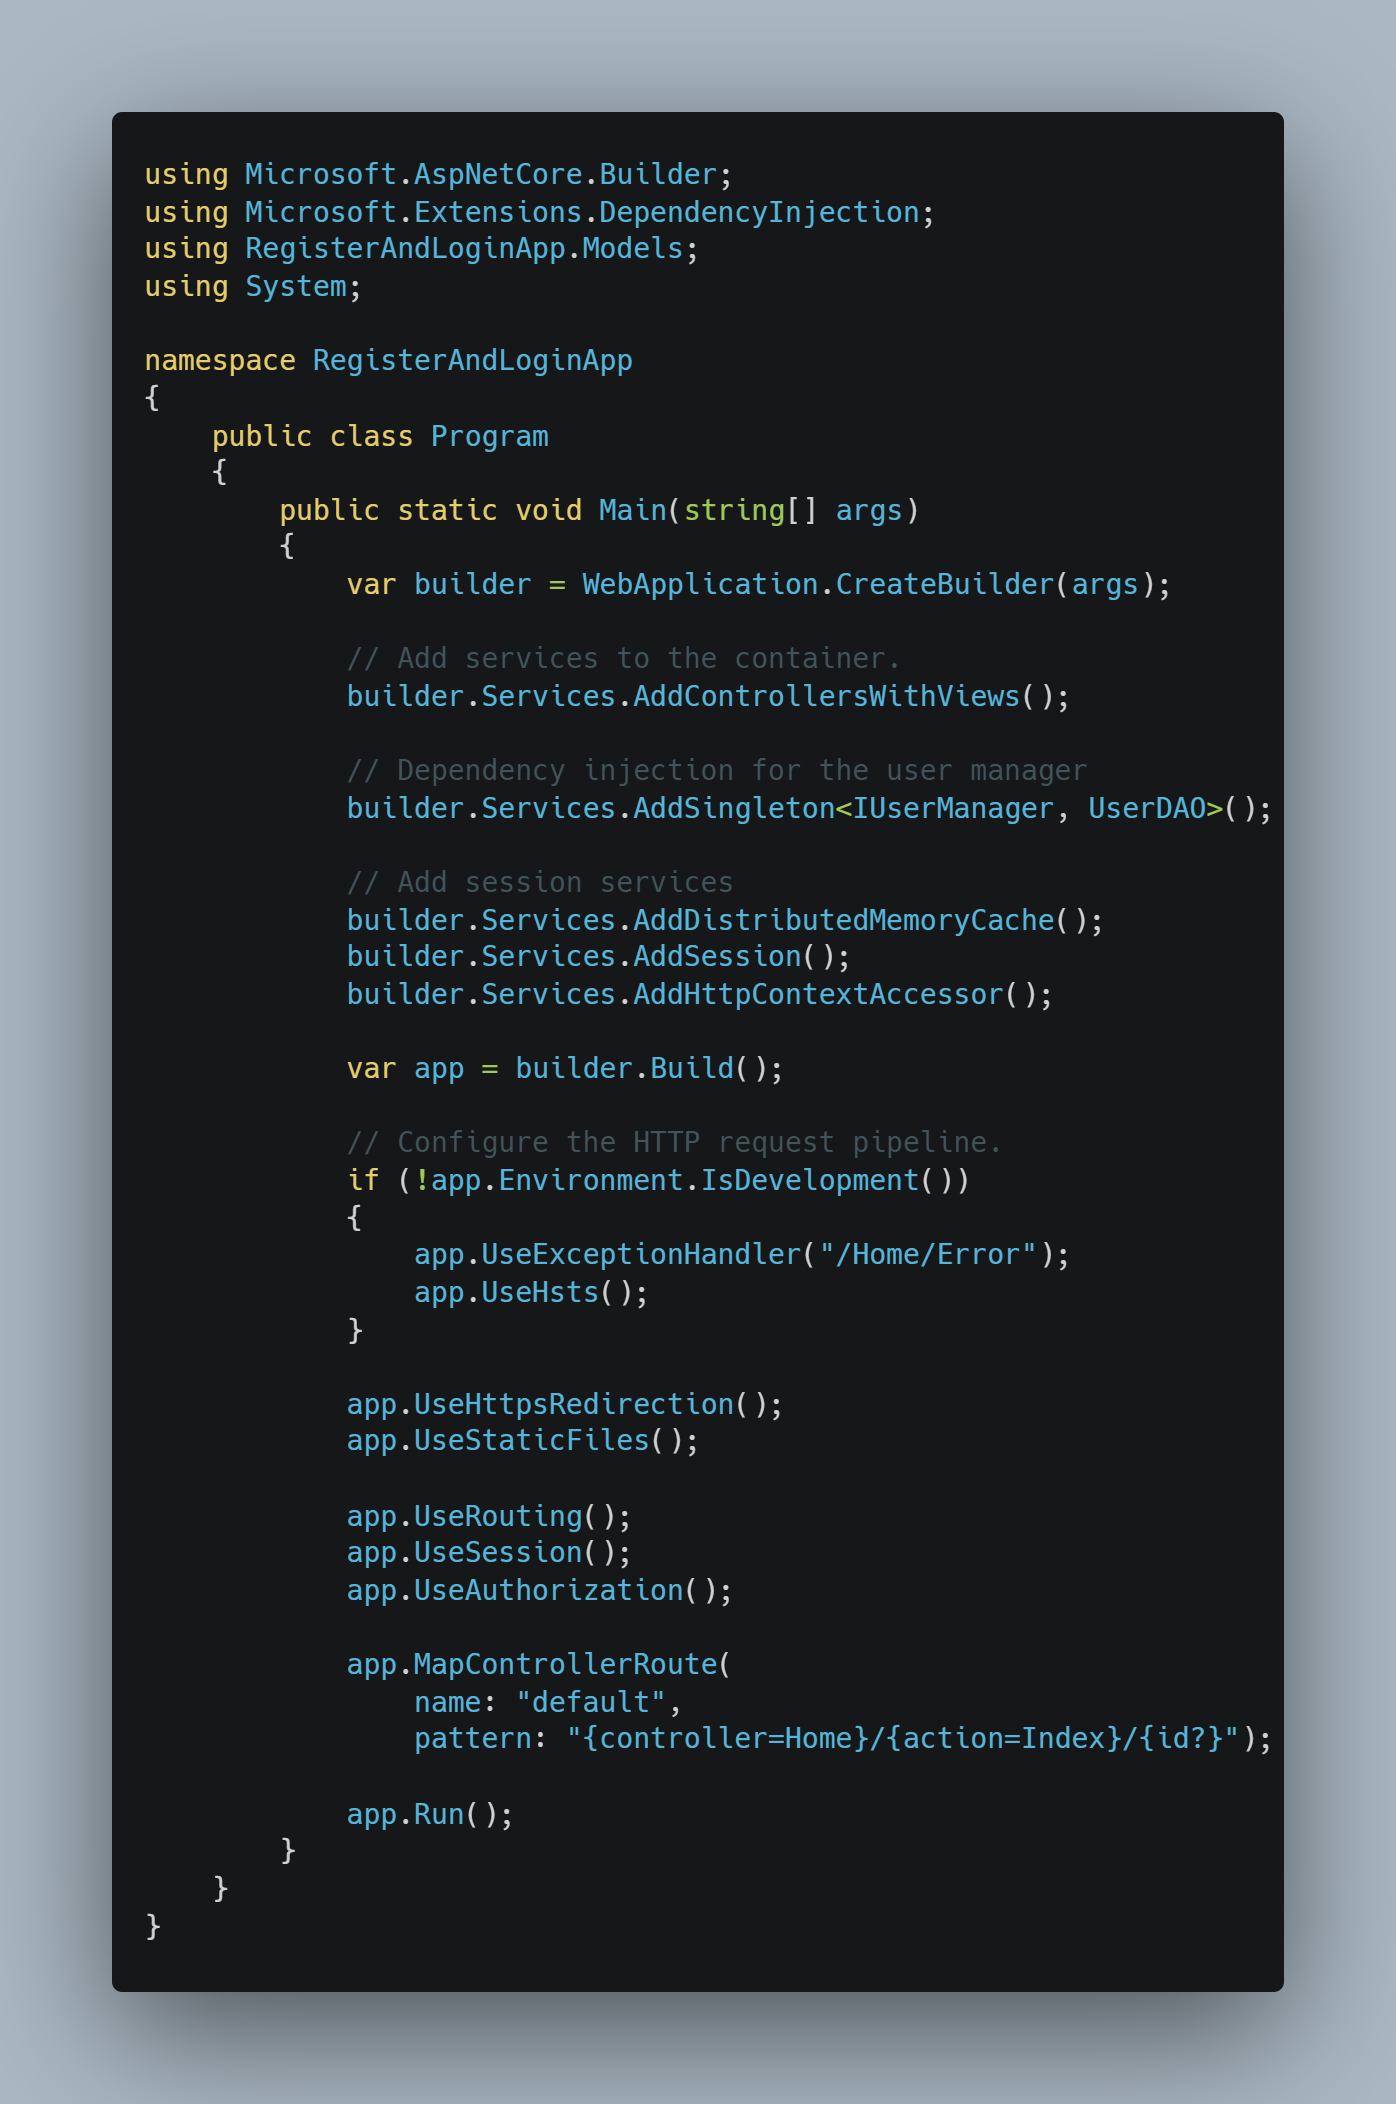 using Microsoft.AspNetCore.Builder;
using Microsoft.Extensions.DependencyInjection;
using RegisterAndLoginApp.Models;
using System;

namespace RegisterAndLoginApp
{
    public class Program
    {
        public static void Main(string[] args)
        {
            var builder = WebApplication.CreateBuilder(args);

            // Add services to the container.
            builder.Services.AddControllersWithViews();

            // Dependency injection for the user manager
            builder.Services.AddSingleton<IUserManager, UserDAO>();

            // Add session services
            builder.Services.AddDistributedMemoryCache();
            builder.Services.AddSession();
            builder.Services.AddHttpContextAccessor();

            var app = builder.Build();

            // Configure the HTTP request pipeline.
            if (!app.Environment.IsDevelopment())
            {
                app.UseExceptionHandler("/Home/Error");
                app.UseHsts();
            }

            app.UseHttpsRedirection();
            app.UseStaticFiles();

            app.UseRouting();
            app.UseSession();
            app.UseAuthorization();

            app.MapControllerRoute(
                name: "default",
                pattern: "{controller=Home}/{action=Index}/{id?}");

            app.Run();
        }
    }
}